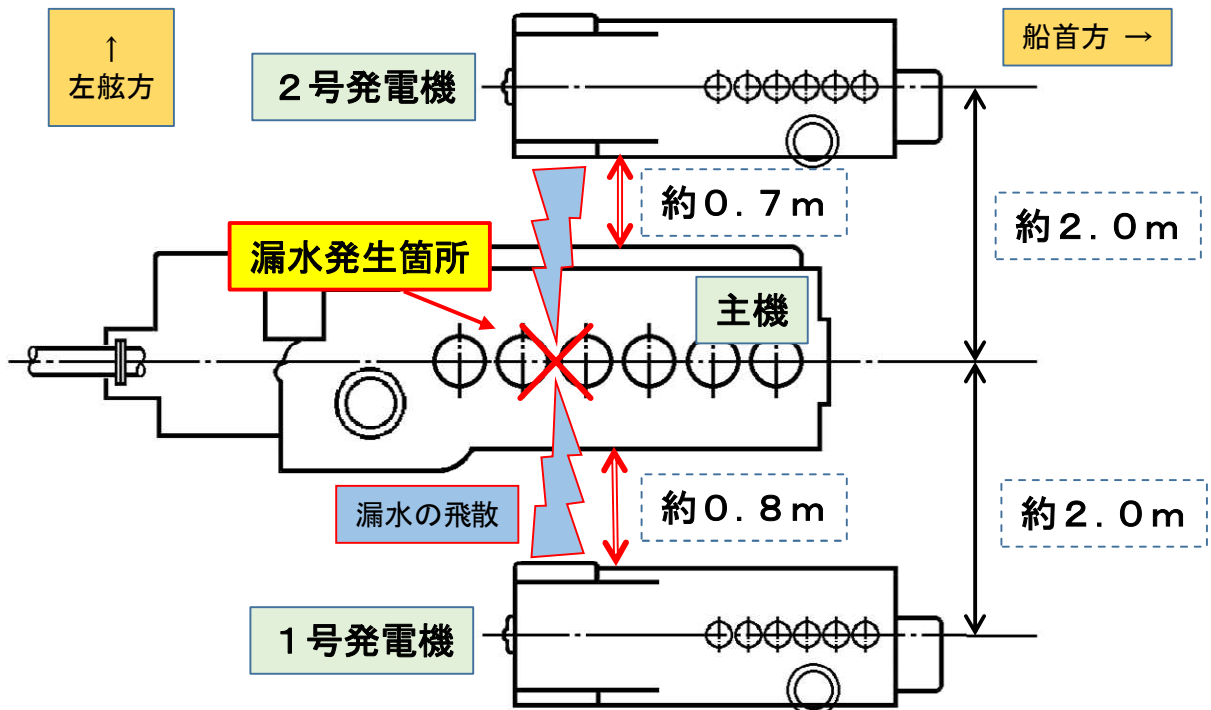 ↑
左舷方
船首方 →
２号発電機
約０.７ｍ
約２.０ｍ
漏水発生箇所
主機
漏水の飛散
約０.８ｍ
約２.０ｍ
１号発電機